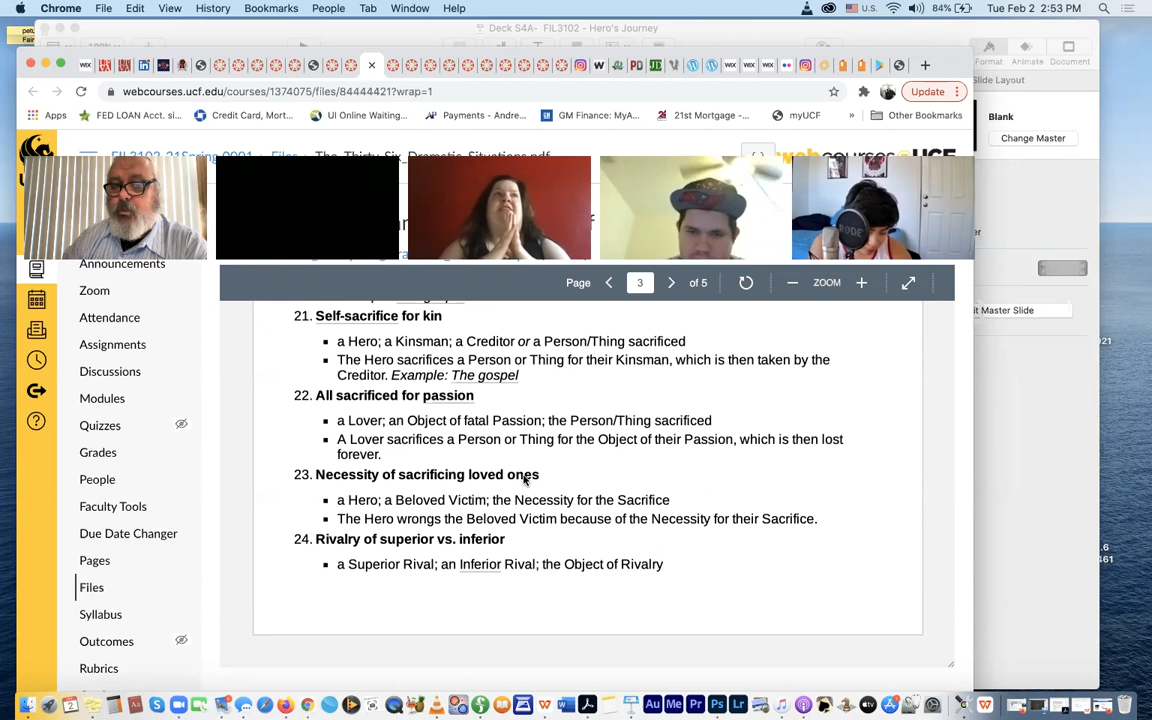 Chrome File Edit View History Bookmarks People Tab Window Help U.S. 84% Tue Feb 2 2:53 PM
Deck S4A- FIL3102 - Hero's Journey
webcourses.ucf.edu/courses/1374075/files/84444421?wrap=1 Update
Apps FED LOAN Acct. si... Credit Card, Mort... UI Online Waiting... Payments - Andre... GM Finance: MyA... 21st Mortgage -... myUCF » Other Bookmarks
Format Animate Document
Slide Layout
Blank
Change Master
RODE
Page 3 of 5 ZOOM
it Master Slide
Announcements
Zoom
Attendance
Assignments
Discussions
Modules
Quizzes
Grades
People
Faculty Tools
Due Date Changer
Pages
Files
Syllabus
Outcomes
Rubrics
21. Self-sacrifice for kin
a Hero; a Kinsman; a Creditor or a Person/Thing sacrificed
The Hero sacrifices a Person or Thing for their Kinsman, which is then taken by the
Creditor. Example: The gospel
22. All sacrificed for passion
a Lover; an Object of fatal Passion; the Person/Thing sacrificed
A Lover sacrifices a Person or Thing for the Object of their Passion, which is then lost
forever.
23. Necessity of sacrificing loved ones
a Hero; a Beloved Victim; the Necessity for the Sacrifice
The Hero wrongs the Beloved Victim because of the Necessity for their Sacrifice.
24. Rivalry of superior vs. inferior
a Superior Rival; an Inferior Rival; the Object of Rivalry